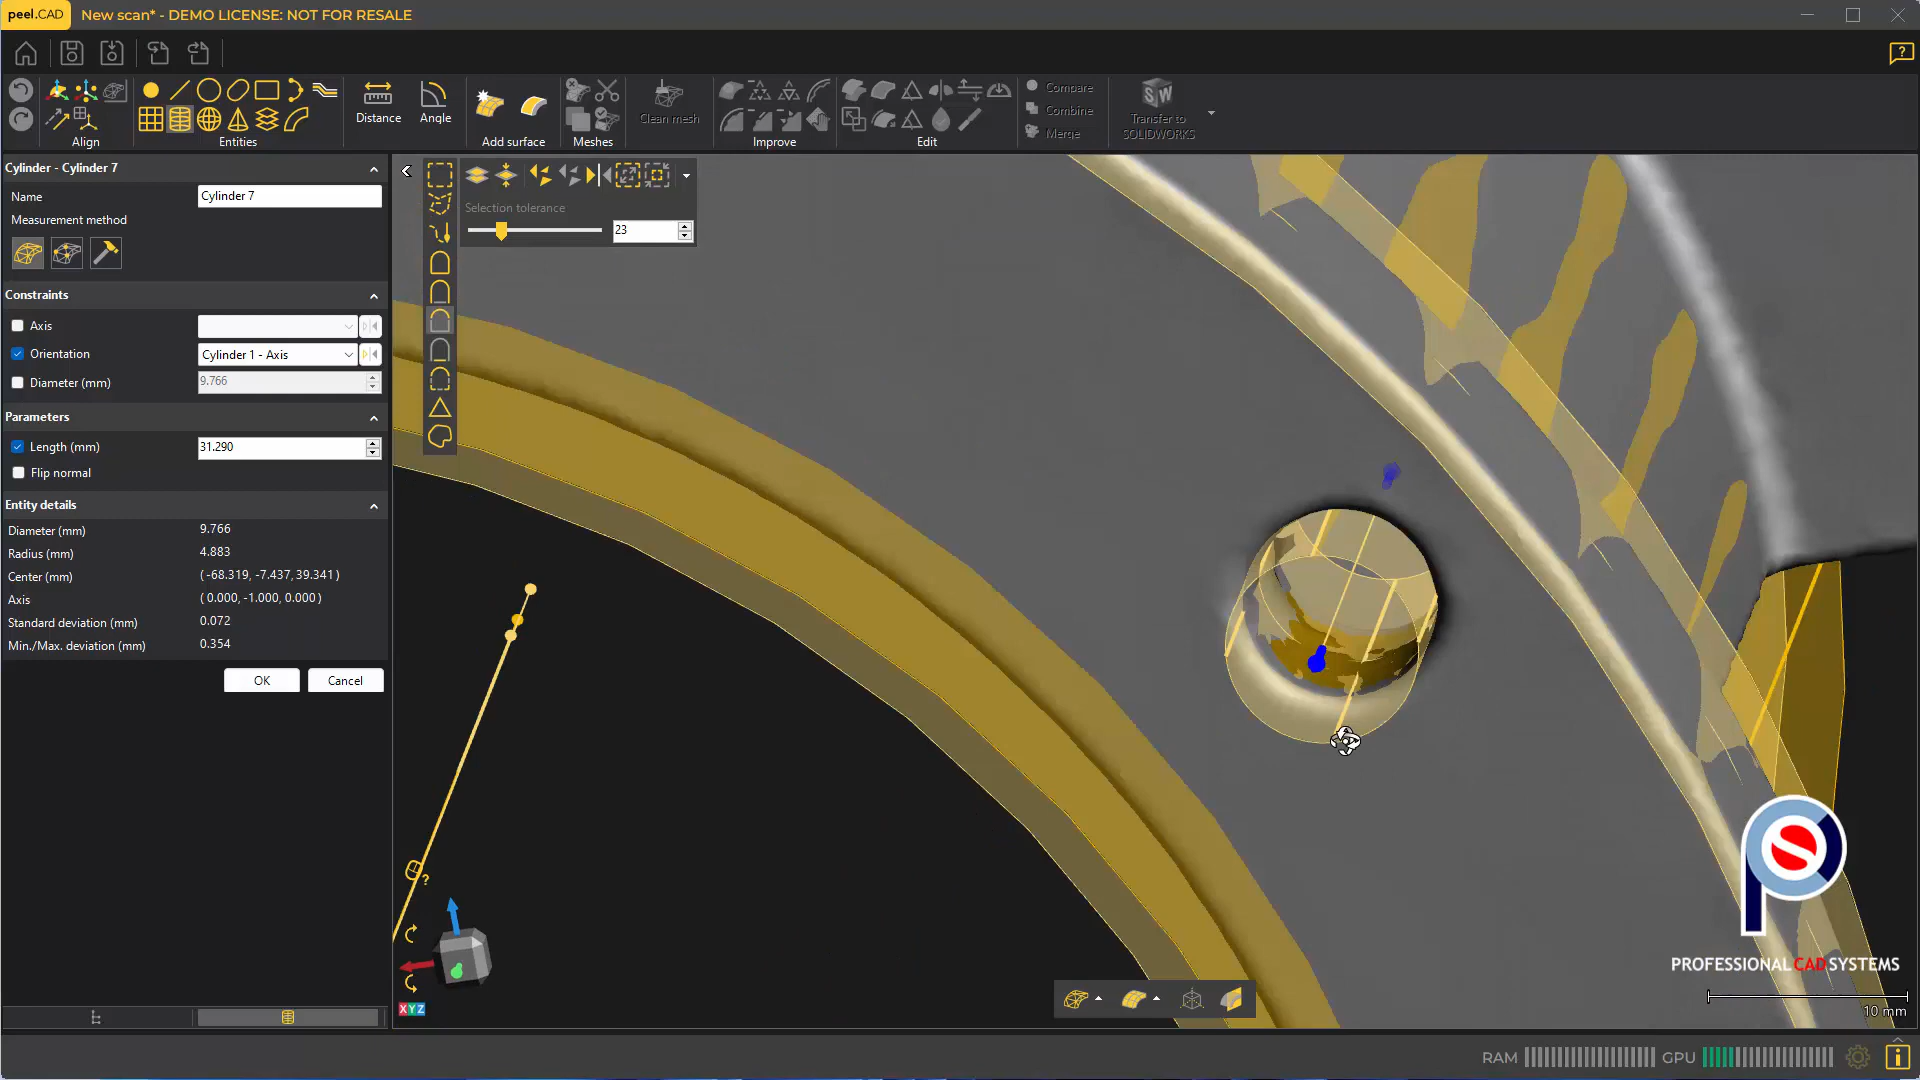 peel.CAD New scan* - DEMO LICENSE: NOT FOR RESALE
Distance
Angle
Clean mesh
Compare
Combine
Merge
Transfer to
SOLIDWORKS
Align
Entities
Add surface
Meshes
Improve
Edit
Cylinder - Cylinder 7
Name
Cylinder 7
Measurement method
Constraints
Axis
Orientation
Cylinder 1 - Axis
Diameter (mm)
9.766
Parameters
Length (mm)
31.290
Flip normal
Entity details
Diameter (mm) 9.766
Radius (mm) 4.883
Center (mm) (-68.319, -7.437, 39.341)
Axis (0.000, -1.000, 0.000)
Standard deviation (mm) 0.072
Min./Max. deviation (mm) 0.354
OK
Cancel
Selection tolerance
23
XYZ
PROFESSIONAL CAD SYSTEMS
10 mm
RAM
GPU